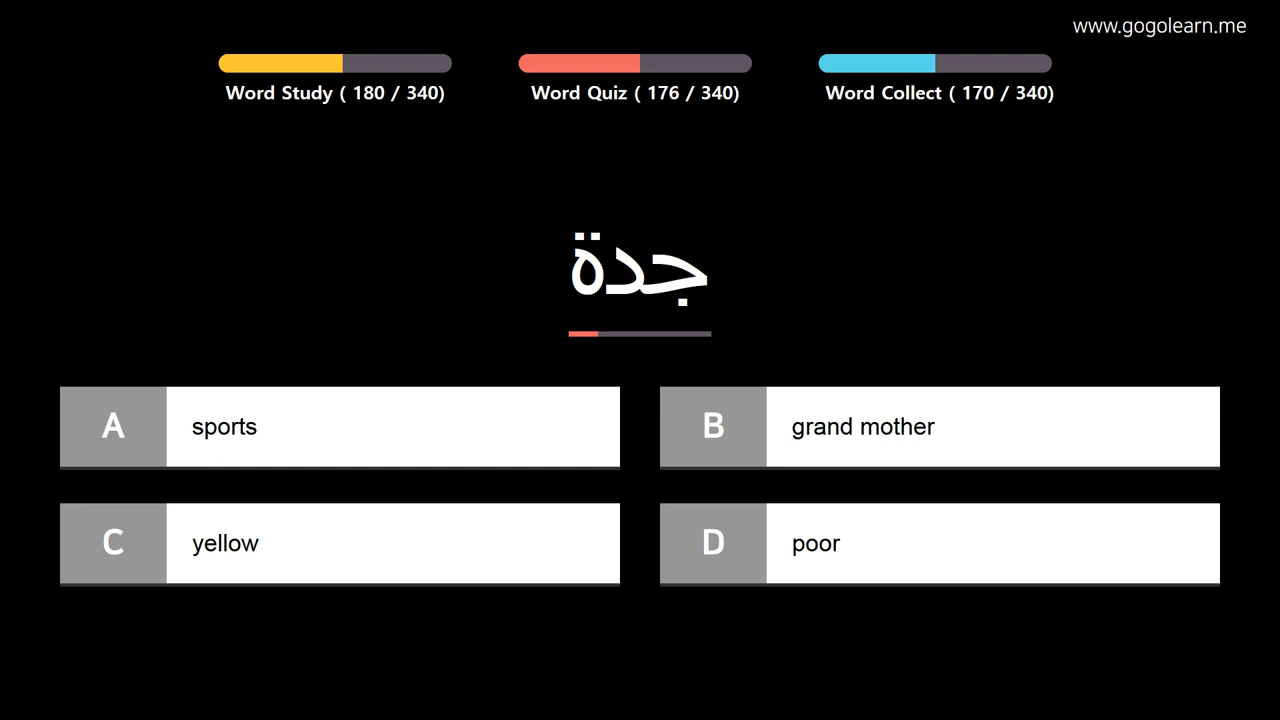 www.gogolearn.me
Word Study ( 180 / 340)
Word Quiz ( 176 / 340)
Word Collect ( 170 / 340)
جدة
A
sports
B
grand mother
C
yellow
D
poor